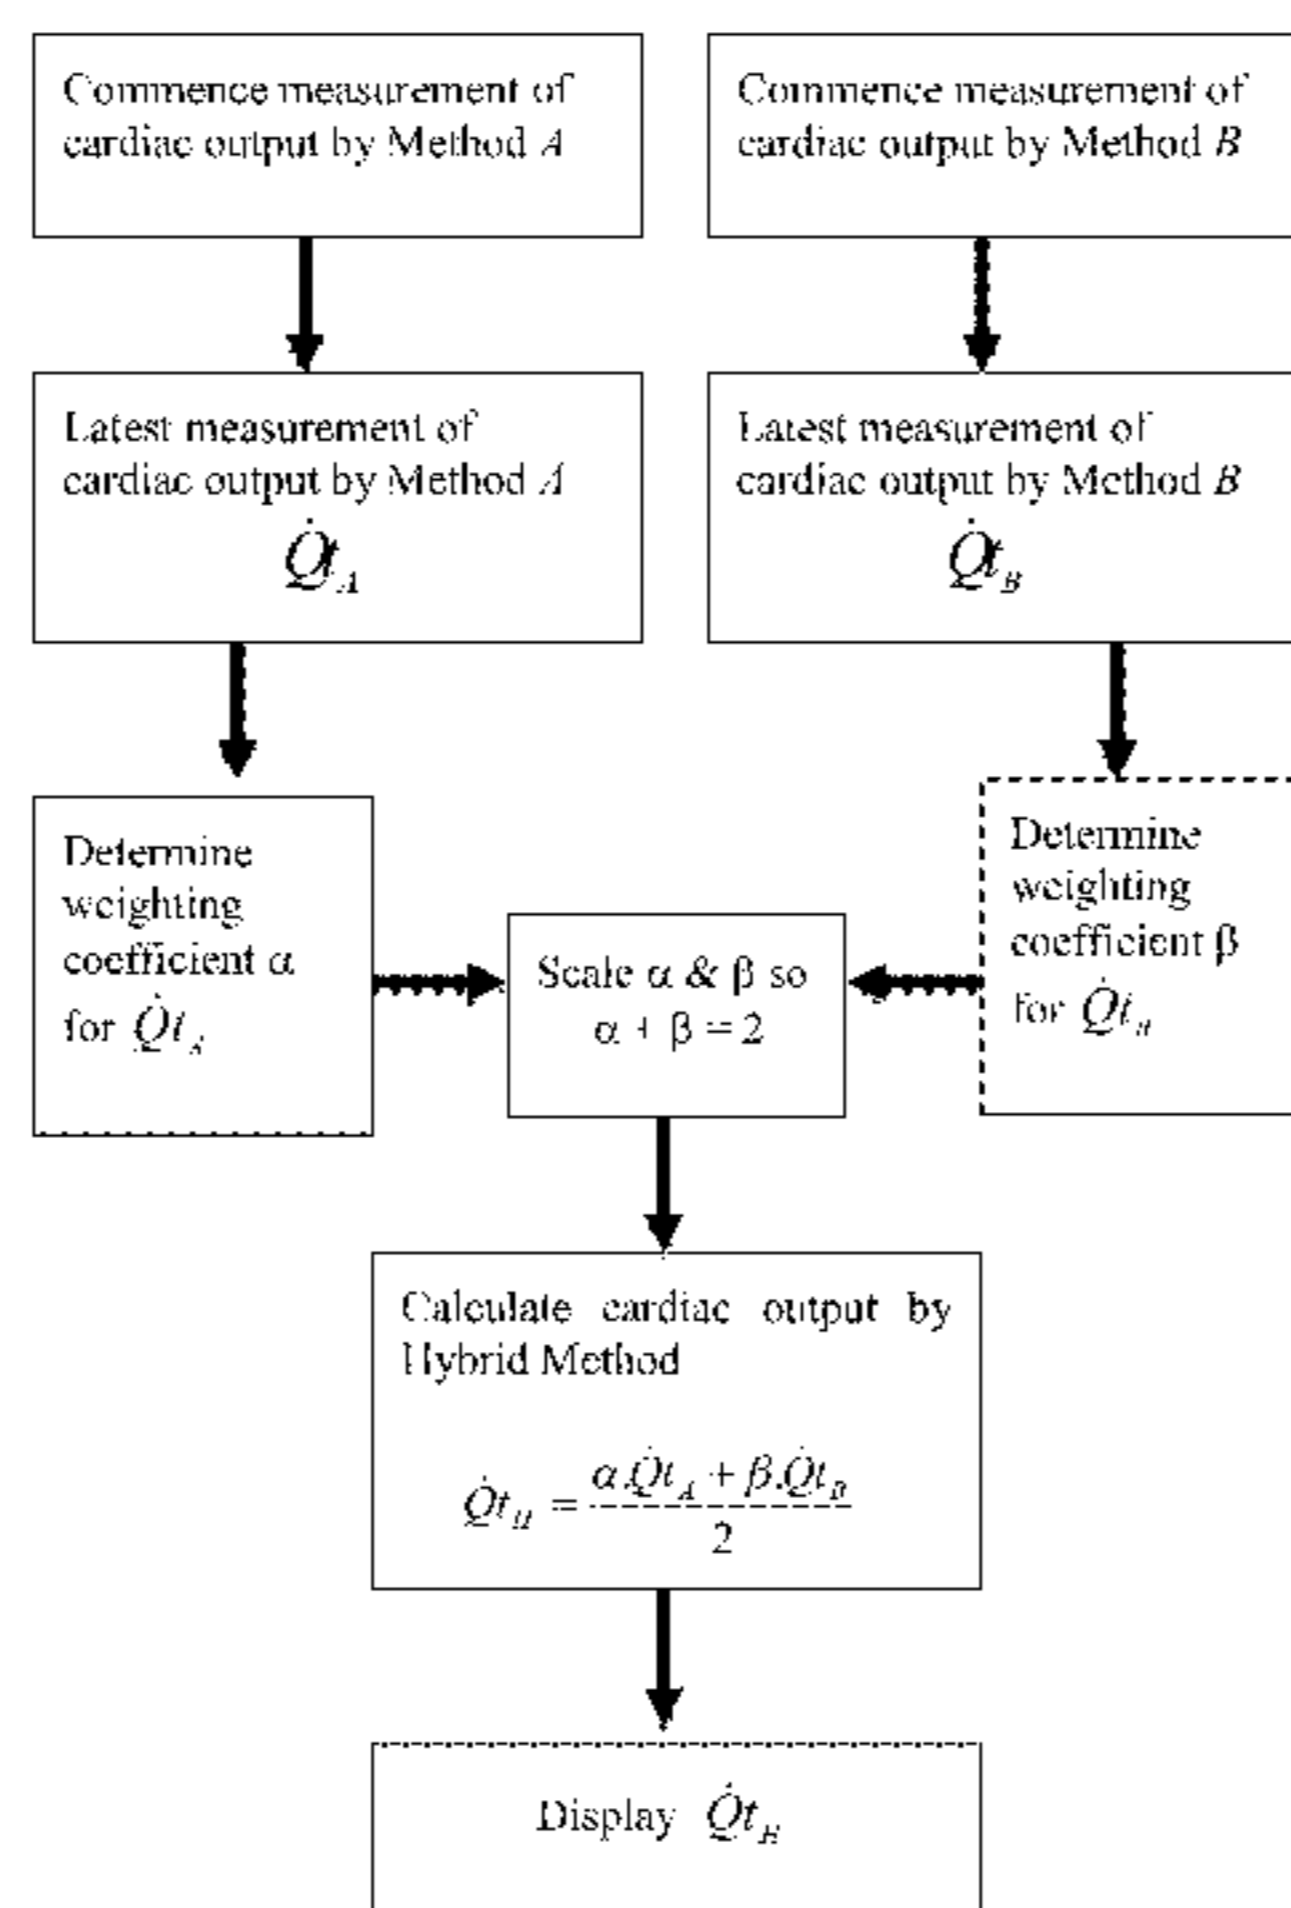 Commence measurement of
cardiac output by Method A
Commence measurement of
cardiac output by Method B
Latest measurement of
cardiac output by Method A
Q̇t_A
Latest measurement of
cardiac output by Method B
Q̇t_B
Determine
weighting
coefficient α
for Q̇t_A
Determine
weighting
coefficient β
for Q̇t_B
Scale α & β so
α + β = 2
Calculate cardiac output by
Hybrid Method
Q̇t_H = (α.Q̇t_A + β.Q̇t_B) / 2
Display Q̇t_H